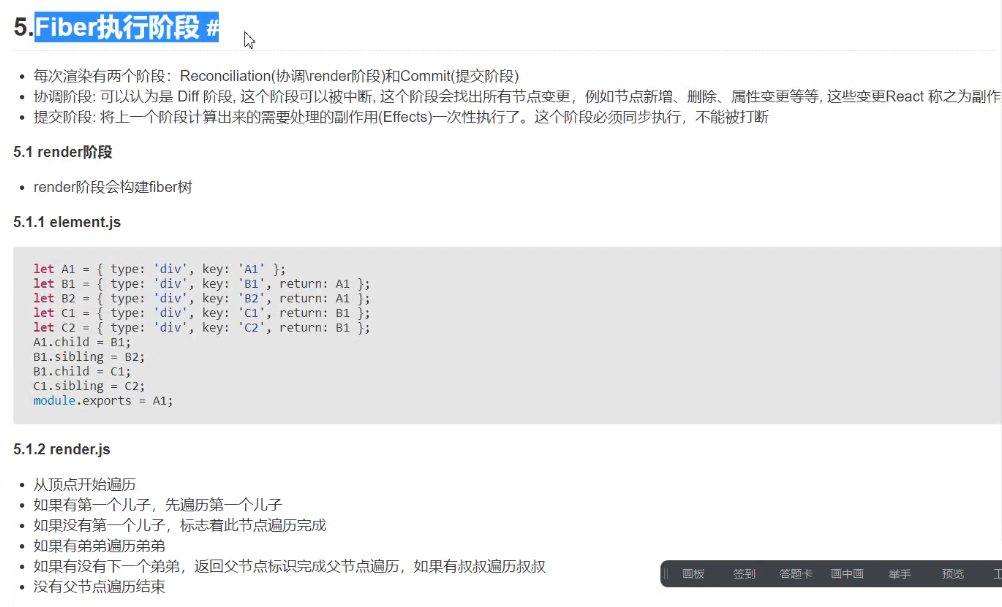 5.Fiber执行阶段 #
每次渲染有两个阶段：Reconciliation(协调\render阶段)和Commit(提交阶段)
协调阶段: 可以认为是 Diff 阶段, 这个阶段可以被中断, 这个阶段会找出所有节点变更，例如节点新增、删除、属性变更等等, 这些变更React 称之为副作
提交阶段: 将上一个阶段计算出来的需要处理的副作用(Effects)一次性执行了。这个阶段必须同步执行，不能被打断
5.1 render阶段
render阶段会构建fiber树
5.1.1 element.js
let A1 = { type: 'div', key: 'A1' };
let B1 = { type: 'div', key: 'B1', return: A1 };
let B2 = { type: 'div', key: 'B2', return: A1 };
let C1 = { type: 'div', key: 'C1', return: B1 };
let C2 = { type: 'div', key: 'C2', return: B1 };
A1.child = B1;
B1.sibling = B2;
B1.child = C1;
C1.sibling = C2;
module.exports = A1;
5.1.2 render.js
从顶点开始遍历
如果有第一个儿子，先遍历第一个儿子
如果没有第一个儿子，标志着此节点遍历完成
如果有弟弟遍历弟弟
如果有没有下一个弟弟，返回父节点标识完成父节点遍历，如果有叔叔遍历叔叔
没有父节点遍历结束
画板 签到 答题卡 画中画 举手 预览 工